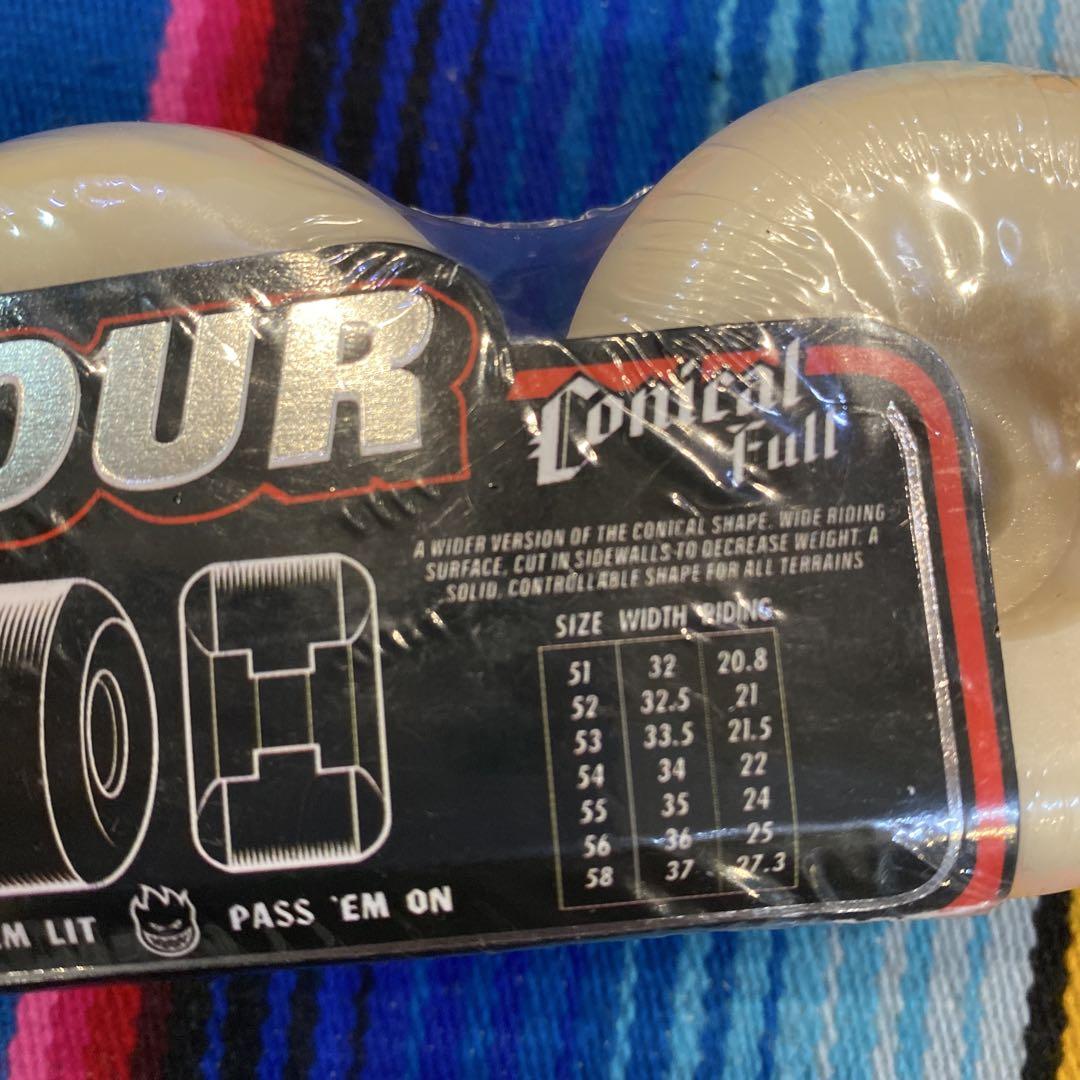 OUR
Conical
Full
A WIDER VERSION OF THE CONICAL SHAPE. WIDE RIDING
SURFACE, CUT IN SIDEWALLS TO DECREASE WEIGHT. A
SOLID, CONTROLLABLE SHAPE FOR ALL TERRAINS
SIZE WIDTH RIDING
51 32 20.8
52 32.5 21
53 33.5 21.5
54 34 22
55 35 24
56 36 25
58 37 27.3
EM LIT PASS 'EM ON